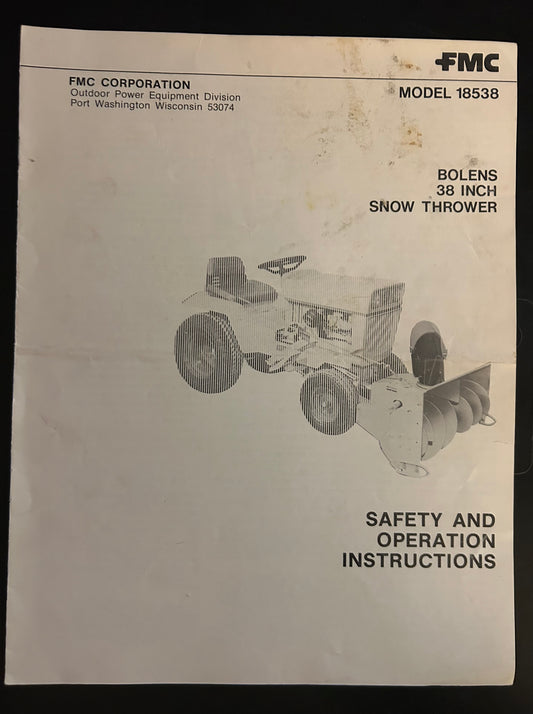 FMC
FMC CORPORATION
Outdoor Power Equipment Division
Port Washington Wisconsin 53074
MODEL 18538
BOLENS
38 INCH
SNOW THROWER
SAFETY AND
OPERATION
INSTRUCTIONS